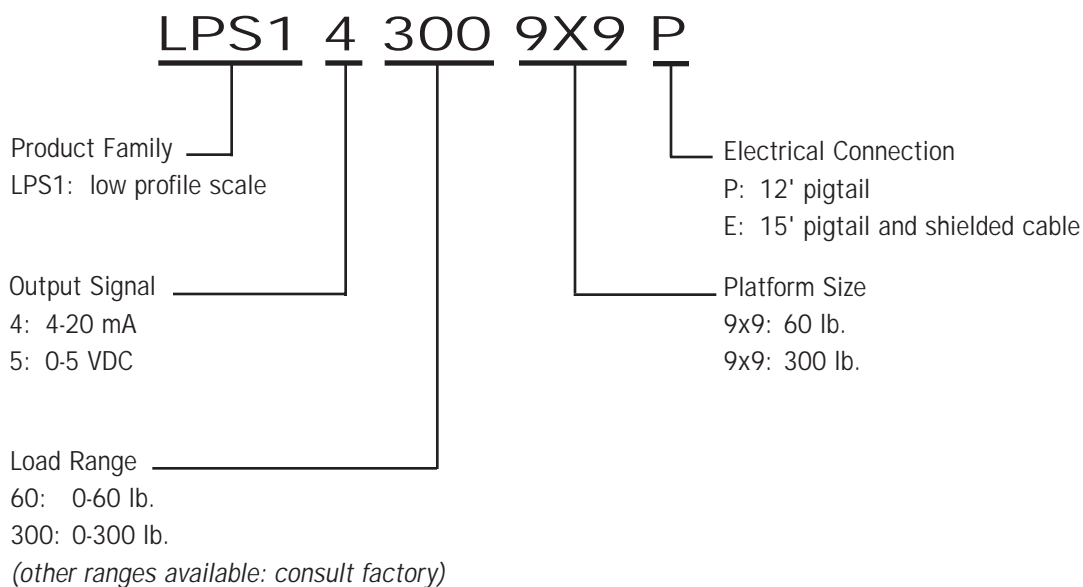 LPS1 4 300 9X9 P
Product Family
LPS1: low profile scale
Output Signal
4: 4-20 mA
5: 0-5 VDC
Load Range
60: 0-60 lb.
300: 0-300 lb.
(other ranges available: consult factory)
Electrical Connection
P: 12' pigtail
E: 15' pigtail and shielded cable
Platform Size
9x9: 60 lb.
9x9: 300 lb.